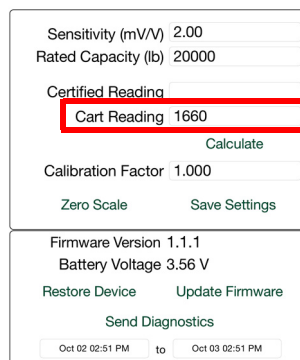 Sensitivity (mV/V) 2.00
Rated Capacity (lb) 20000
Certified Reading
Cart Reading 1660
Calculate
Calibration Factor 1.000
Zero Scale Save Settings
Firmware Version 1.1.1
Battery Voltage 3.56 V
Restore Device Update Firmware
Send Diagnostics
Oct 02 02:51 PM to Oct 03 02:51 PM